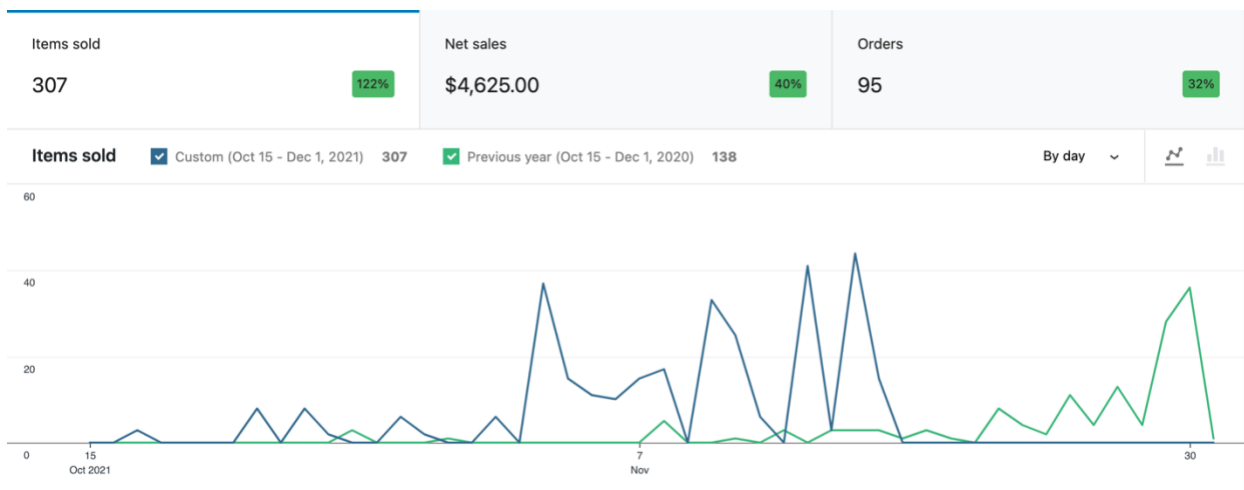 Items sold
307
122%
Net sales
$4,625.00
40%
Orders
95
32%
Items sold
Custom (Oct 15 - Dec 1, 2021) 307
Previous year (Oct 15 - Dec 1, 2020) 138
By day
60
40
20
0
15
Oct 2021
7
Nov
30